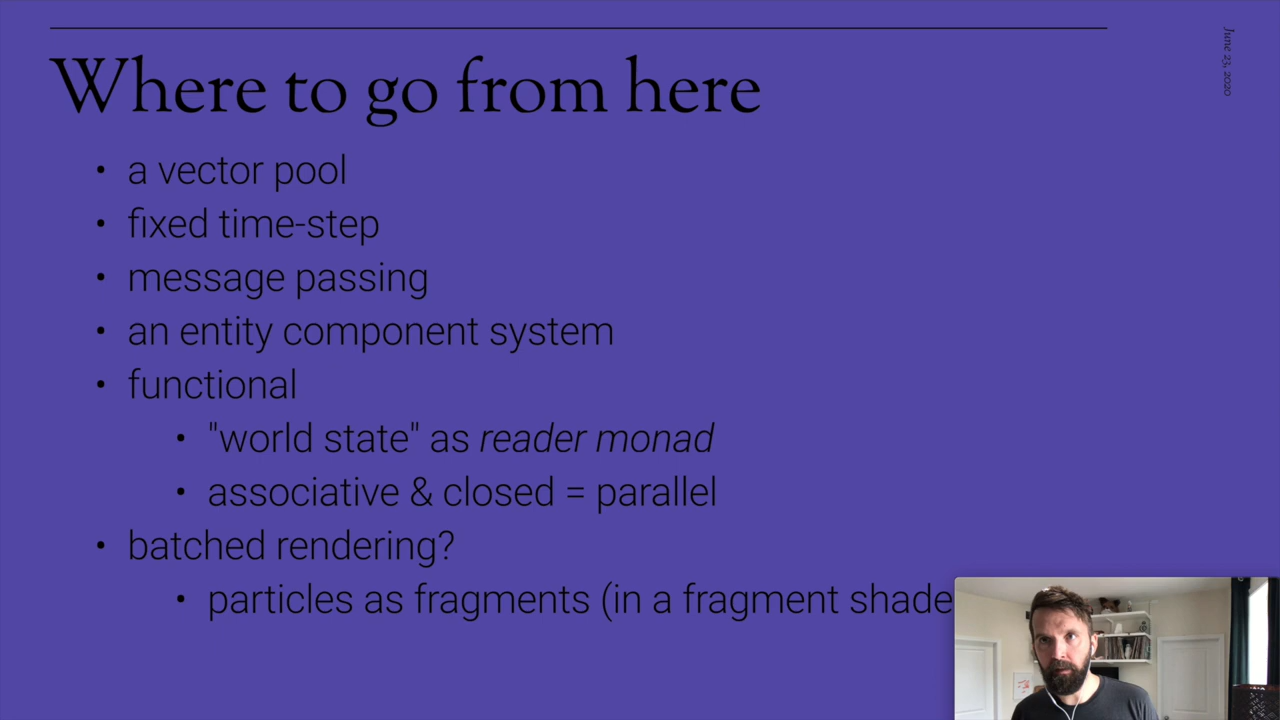 June 23, 2020
Where to go from here
• a vector pool
• fixed time-step
• message passing
• an entity component system
• functional
• "world state" as reader monad
• associative & closed = parallel
• batched rendering?
• particles as fragments (in a fragment shade